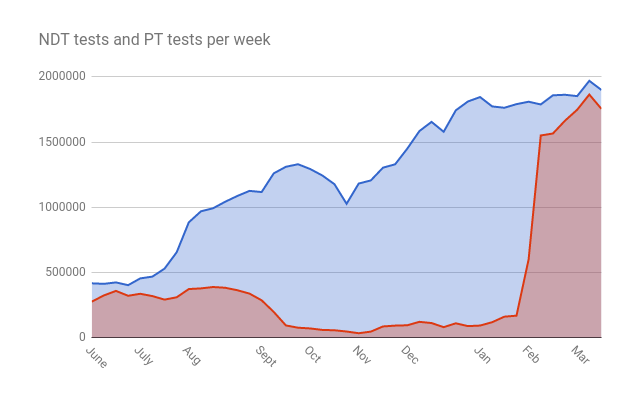 NDT tests and PT tests per week
2000000
1500000
1000000
500000
0
June
July
Aug
Sept
Oct
Nov
Dec
Jan
Feb
Mar